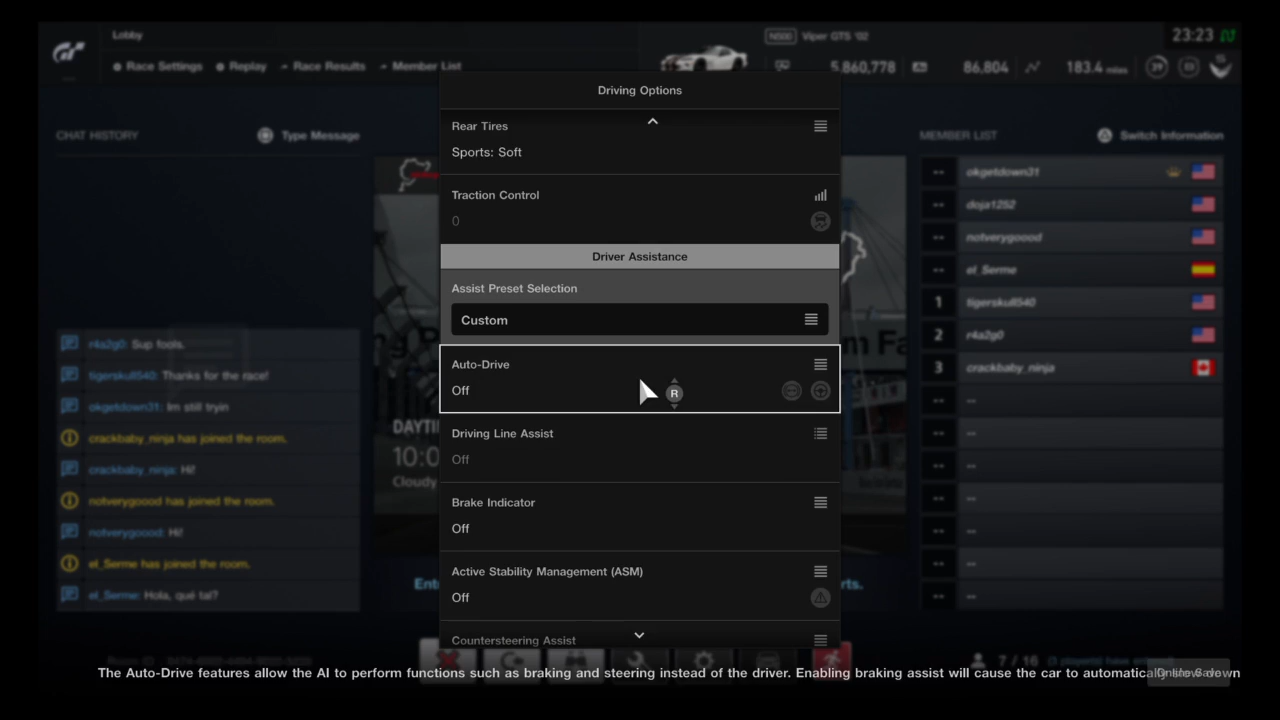 Lobby
N500 Viper GTS '02
23:23
Race Settings Replay Race Results Member List
5,860,778 86,804 183.4 miles 39
Driving Options
CHAT HISTORY Type Message
MEMBER LIST Switch Information
Rear Tires
Sports: Soft
Traction Control
0
Driver Assistance
Assist Preset Selection
Custom
Auto-Drive
Off
R
Driving Line Assist
Off
Brake Indicator
Off
Active Stability Management (ASM)
Off
Countersteering Assist
r4a2g0: Sup fools.
tigerskull540: Thanks for the race!
okgetdown31: Im still tryin
crackbaby_ninja has joined the room.
crackbaby_ninja: Hi!
notverygoood has joined the room.
notverygoood: Hi!
el_Serme has joined the room.
el_Serme: Hola, qué tal?
DAYTI
10:0
Cloudy
Ent
rts.
-- okgetdown31
-- doja1252
-- notverygoood
-- el_Serme
1 tigerskull540
2 r4a2g0
3 crackbaby_ninja
--
--
--
--
--
--
--
7 / 16
The Auto-Drive features allow the AI to perform functions such as braking and steering instead of the driver. Enabling braking assist will cause the car to automatically slow down